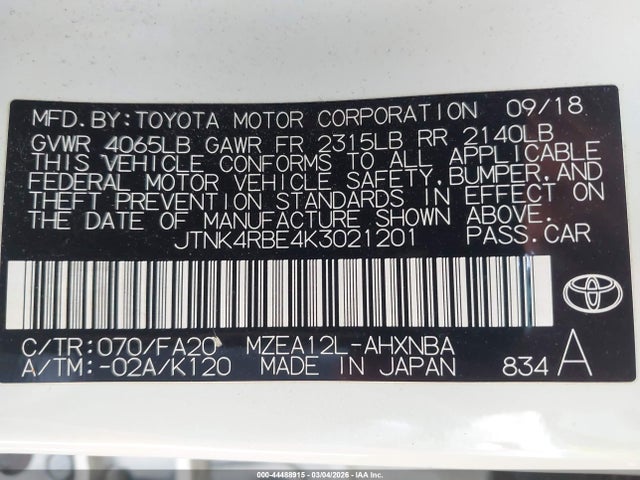 MFD.BY:TOYOTA MOTOR CORPORATION 09/18
GVWR 4065LB GAWR FR 2315LB RR 2140LB
THIS VEHICLE CONFORMS TO ALL APPLICABLE
FEDERAL MOTOR VEHICLE SAFETY,BUMPER,AND
THEFT PREVENTION STANDARDS IN EFFECT ON
THE DATE OF MANUFACTURE SHOWN ABOVE.
JTNK4RBE4K3021201 PASS.CAR
C/TR:070/FA20 MZEA12L-AHXNBA
A/TM:-02A/K120 MADE IN JAPAN 834 A
000-44488915 - 03/04/2026 - IAA Inc.